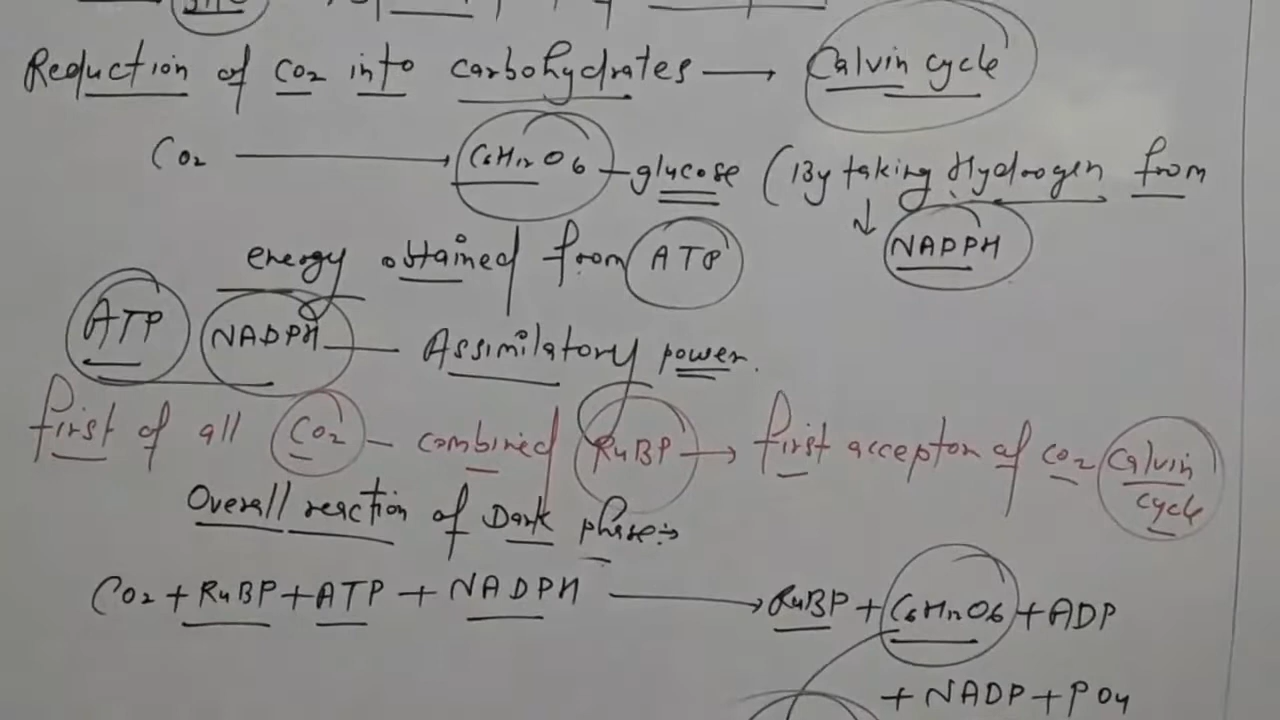 Reduction of CO2 into carbohydrates → Calvin cycle
CO2 → C6H12O6 - glucose (By taking Hydrogen from
↓ NADPH
energy obtained from ATP
ATP NADPH - Assimilatory power.
first of all CO2 - combined RuBP → first acceptor of CO2 Calvin cycle
Overall reaction of Dark phase:→
CO2 + RuBP + ATP + NADPH → RuBP + C6H12O6 + ADP
+ NADP + PO4